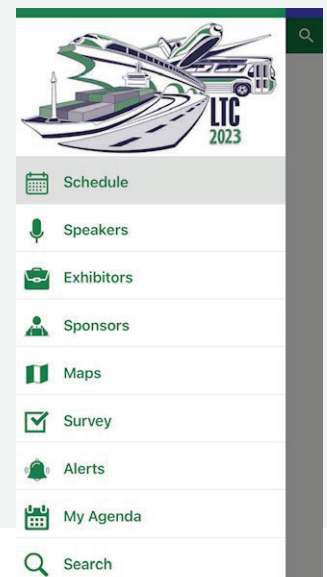 LTC
2023
Schedule
Speakers
Exhibitors
Sponsors
Maps
Survey
Alerts
My Agenda
Search